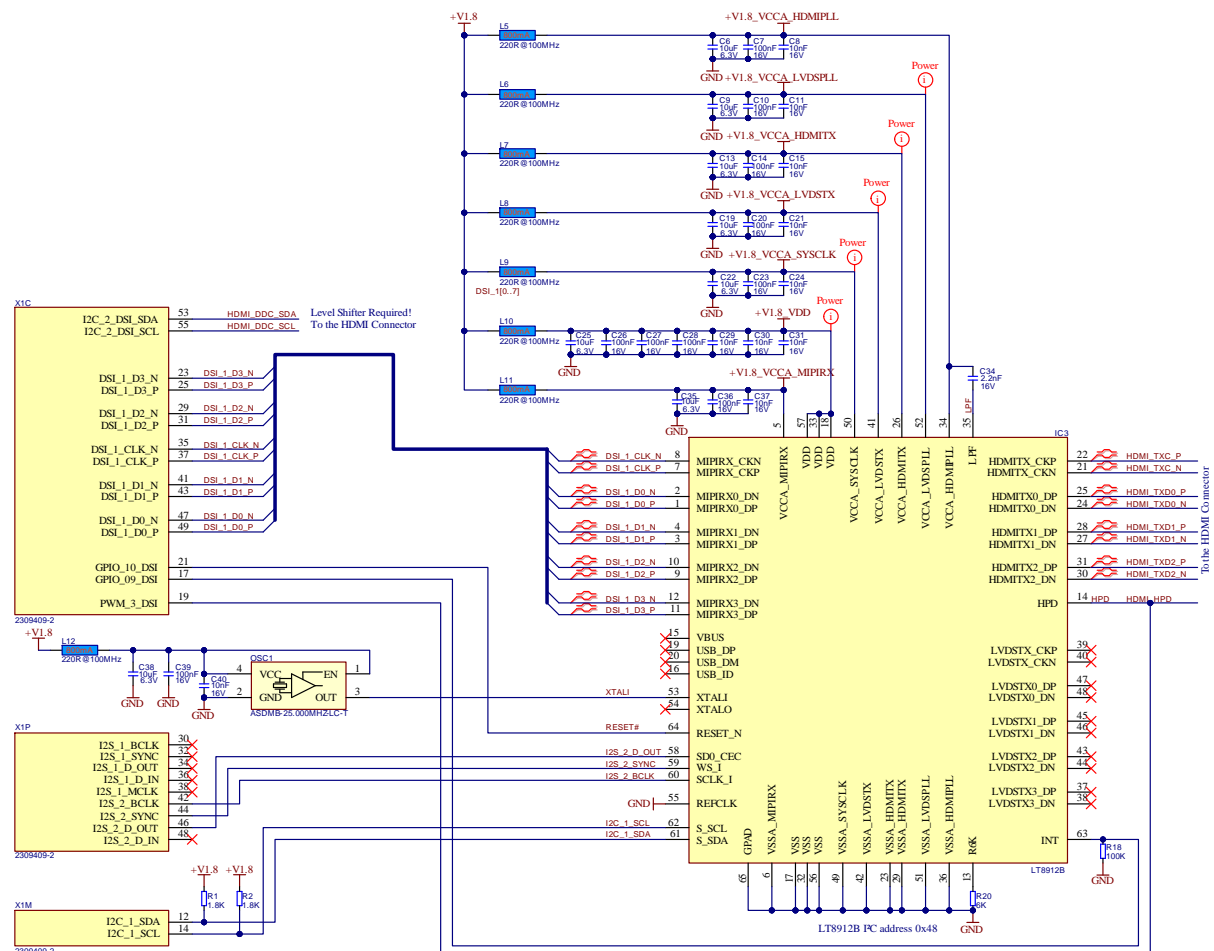 +V1.8
L5
220R@100MHz
+V1.8_VCCA_HDMIPLL
C6
10uF
6.3V
C7
100nF
16V
C8
10nF
16V
GND
L6
220R@100MHz
+V1.8_VCCA_LVDSPLL
Power
C9
10uF
6.3V
C10
100nF
16V
C11
10nF
16V
GND
L7
220R@100MHz
+V1.8_VCCA_HDMITX
Power
C13
10uF
6.3V
C14
100nF
16V
C15
10nF
16V
GND
L8
220R@100MHz
+V1.8_VCCA_LVDSTX
Power
C19
10uF
6.3V
C20
100nF
16V
C21
10nF
16V
GND
L9
220R@100MHz
DSI_1[0..7]
+V1.8_VCCA_SYSCLK
Power
C22
10uF
6.3V
C23
100nF
16V
C24
10nF
16V
GND
L10
220R@100MHz
+V1.8_VDD
Power
C25
10uF
6.3V
C26
100nF
16V
C27
100nF
16V
C28
100nF
16V
C29
10nF
16V
C30
10nF
16V
C31
10nF
16V
GND
L11
220R@100MHz
+V1.8_VCCA_MIPIRX
C35
10uF
6.3V
C36
100nF
16V
C37
10nF
16V
GND
C34
2.2nF
16V
LPF
X1C
I2C_2_DSI_SDA 53 HDMI_DDC_SDA
I2C_2_DSI_SCL 55 HDMI_DDC_SCL
Level Shifter Required!
To the HDMI Connector
DSI_1_D3_N 23 DSI_1_D3_N
DSI_1_D3_P 25 DSI_1_D3_P
DSI_1_D2_N 29 DSI_1_D2_N
DSI_1_D2_P 31 DSI_1_D2_P
DSI_1_CLK_N 35 DSI_1_CLK_N
DSI_1_CLK_P 37 DSI_1_CLK_P
DSI_1_D1_N 41 DSI_1_D1_N
DSI_1_D1_P 43 DSI_1_D1_P
DSI_1_D0_N 47 DSI_1_D0_N
DSI_1_D0_P 49 DSI_1_D0_P
GPIO_10_DSI 21
GPIO_09_DSI 17
PWM_3_DSI 19
2309409-2
+V1.8
L12
220R@100MHz
C38
10uF
6.3V
C39
100nF
16V
C40
10nF
16V
GND
GND
GND
OSC1
4 VCC EN 1
2 GND OUT 3
ASDMB-25.000MHZ-LC-T
X1P
I2S_1_BCLK 30
I2S_1_SYNC 32
I2S_1_D_OUT 34
I2S_1_D_IN 36
I2S_1_MCLK 38
I2S_2_BCLK 42
I2S_2_SYNC 44
I2S_2_D_OUT 46
I2S_2_D_IN 48
2309409-2
+V1.8 +V1.8
R1
1.8K
R2
1.8K
X1M
I2C_1_SDA 12
I2C_1_SCL 14
2309409-2
IC3
5 57 33 18 50 41 26 52 34 35
VCCA_MIPIRX
VDD
VDD
VDD
VCCA_SYSCLK
VCCA_LVDSTX
VCCA_HDMITX
VCCA_LVDSPLL
VCCA_HDMIPLL
LPF
DSI_1_CLK_N 8 MIPIRX_CKN
DSI_1_CLK_P 7 MIPIRX_CKP
DSI_1_D0_N 2 MIPIRX0_DN
DSI_1_D0_P 1 MIPIRX0_DP
DSI_1_D1_N 4 MIPIRX1_DN
DSI_1_D1_P 3 MIPIRX1_DP
DSI_1_D2_N 10 MIPIRX2_DN
DSI_1_D2_P 9 MIPIRX2_DP
DSI_1_D3_N 12 MIPIRX3_DN
DSI_1_D3_P 11 MIPIRX3_DP
15 VBUS
19 USB_DP
20 USB_DM
16 USB_ID
XTALI 53 XTALI
54 XTALO
RESET# 64 RESET_N
I2S_2_D_OUT 58 SD0_CEC
I2S_2_SYNC 59 WS_I
I2S_2_BCLK 60 SCLK_I
GND 55 REFCLK
I2C_1_SCL 62 S_SCL
I2C_1_SDA 61 S_SDA
HDMITX_CKP 22 HDMI_TXC_P
HDMITX_CKN 21 HDMI_TXC_N
HDMITX0_DP 25 HDMI_TXD0_P
HDMITX0_DN 24 HDMI_TXD0_N
HDMITX1_DP 28 HDMI_TXD1_P
HDMITX1_DN 27 HDMI_TXD1_N
HDMITX2_DP 31 HDMI_TXD2_P
HDMITX2_DN 30 HDMI_TXD2_N
HPD 14 HPD HDMI_HPD
To the HDMI Connector
LVDSTX_CKP 39
LVDSTX_CKN 40
LVDSTX0_DP 47
LVDSTX0_DN 48
LVDSTX1_DP 45
LVDSTX1_DN 46
LVDSTX2_DP 43
LVDSTX2_DN 44
LVDSTX3_DP 37
LVDSTX3_DN 38
INT 63
R18
100K
GND
GPAD
VSSA_MIPIRX
VSS
VSS
VSS
VSSA_SYSCLK
VSSA_LVDSTX
VSSA_HDMITX
VSSA_HDMITX
VSSA_LVDSPLL
VSSA_HDMIPLL
R6K
65 6 17 32 56 49 42 23 29 51 36 13
LT8912B
R20
6K
GND
LT8912B I²C address 0x48